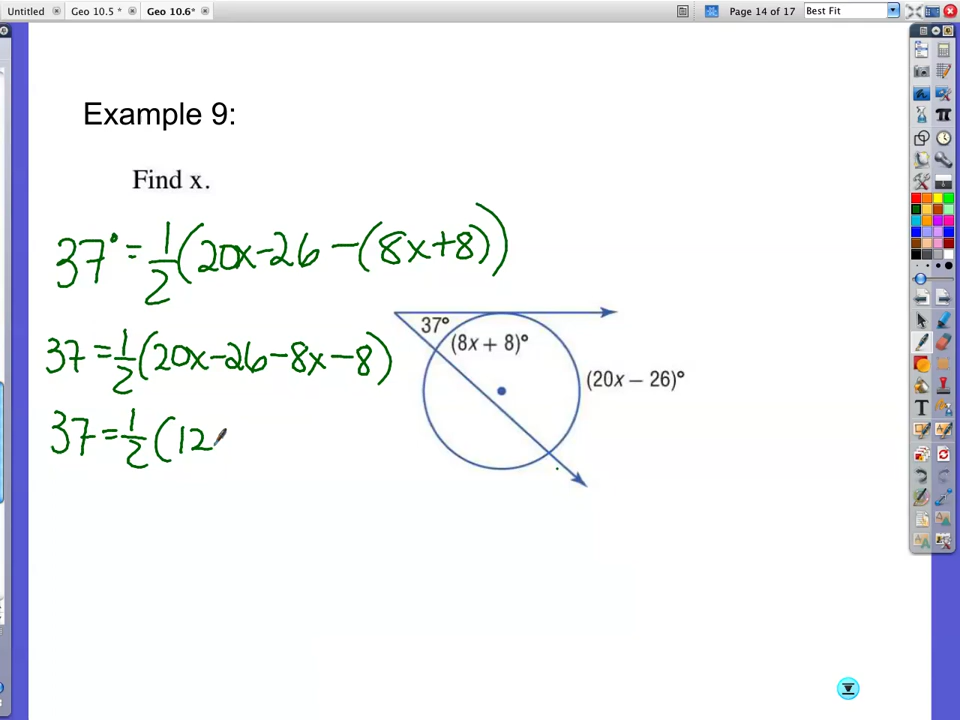 Untitled
Geo 10.5 *
Geo 10.6*
Page 14 of 17
Best Fit
Example 9:
Find x.
37° = 1/2 (20x-26 -(8x+8))
37 = 1/2 (20x-26-8x-8)
37 = 1/2 (12
37°
(8x + 8)°
(20x – 26)°